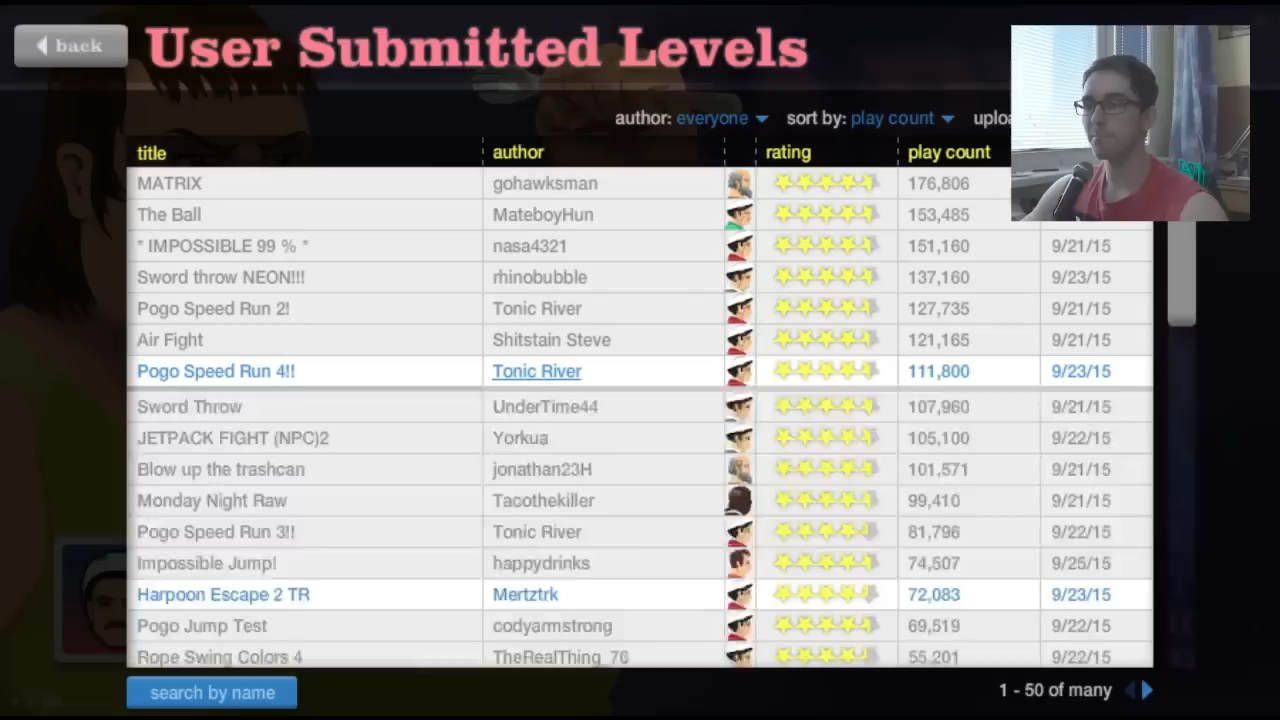 back
User Submitted Levels
author: everyone sort by: play count uplo
title author rating play count
MATRIX gohawksman 176,806
The Ball MateboyHun 153,485
* IMPOSSIBLE 99 % * nasa4321 151,160 9/21/15
Sword throw NEON!!! rhinobubble 137,160 9/23/15
Pogo Speed Run 2! Tonic River 127,735 9/21/15
Air Fight Shitstain Steve 121,165 9/21/15
Pogo Speed Run 4!! Tonic River 111,800 9/23/15
Sword Throw UnderTime44 107,960 9/21/15
JETPACK FIGHT (NPC)2 Yorkua 105,100 9/22/15
Blow up the trashcan jonathan23H 101,571 9/21/15
Monday Night Raw Tacothekiller 99,410 9/21/15
Pogo Speed Run 3!! Tonic River 81,796 9/22/15
Impossible Jump! happydrinks 74,507 9/25/15
Harpoon Escape 2 TR Mertztrk 72,083 9/23/15
Pogo Jump Test codyarmstrong 69,519 9/22/15
Rope Swing Colors 4 TheRealThing_76 55,201 9/22/15
search by name 1 - 50 of many